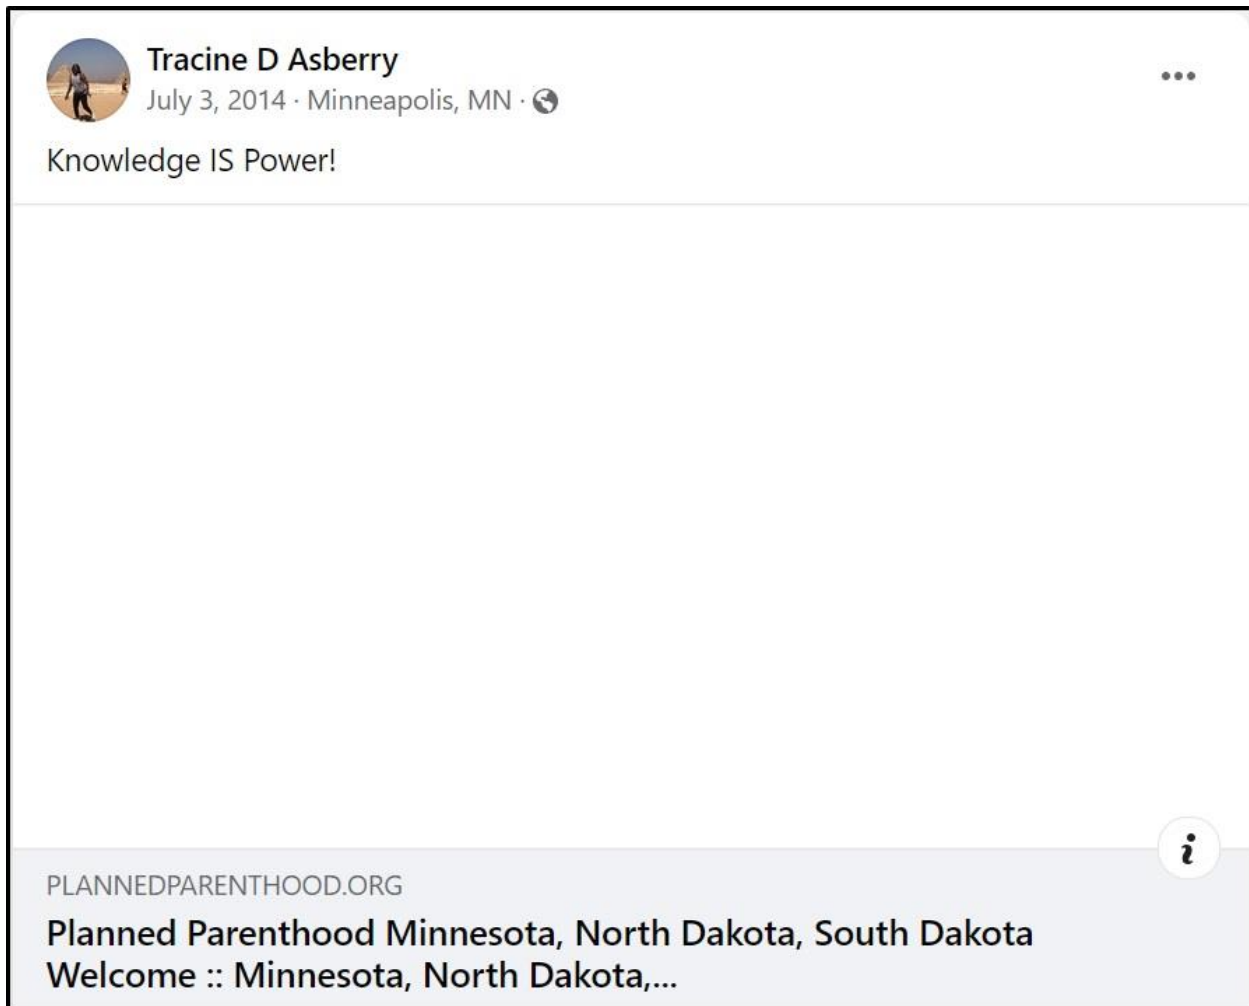 Tracine D Asberry
July 3, 2014 · Minneapolis, MN ·
Knowledge IS Power!
PLANNEDPARENTHOOD.ORG
Planned Parenthood Minnesota, North Dakota, South Dakota
Welcome :: Minnesota, North Dakota,...